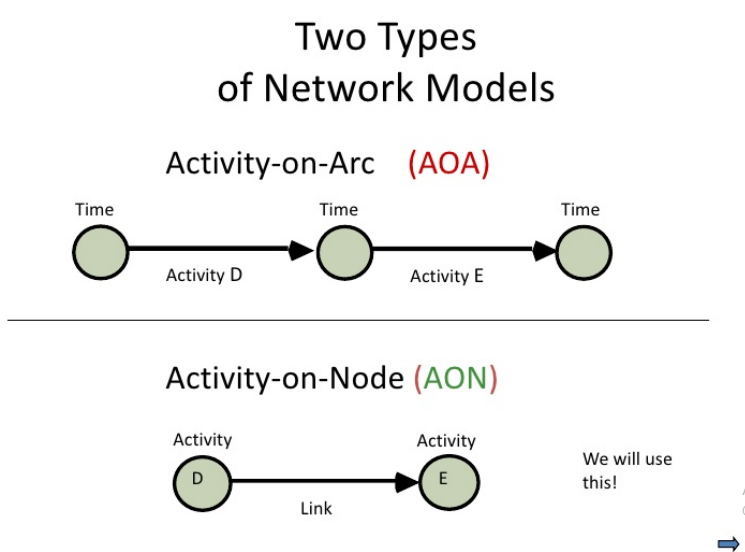 Two Types
of Network Models
Activity-on-Arc (AOA)
Time Time Time
Activity D Activity E
Activity-on-Node (AON)
Activity Activity
D E
Link
We will use
this!